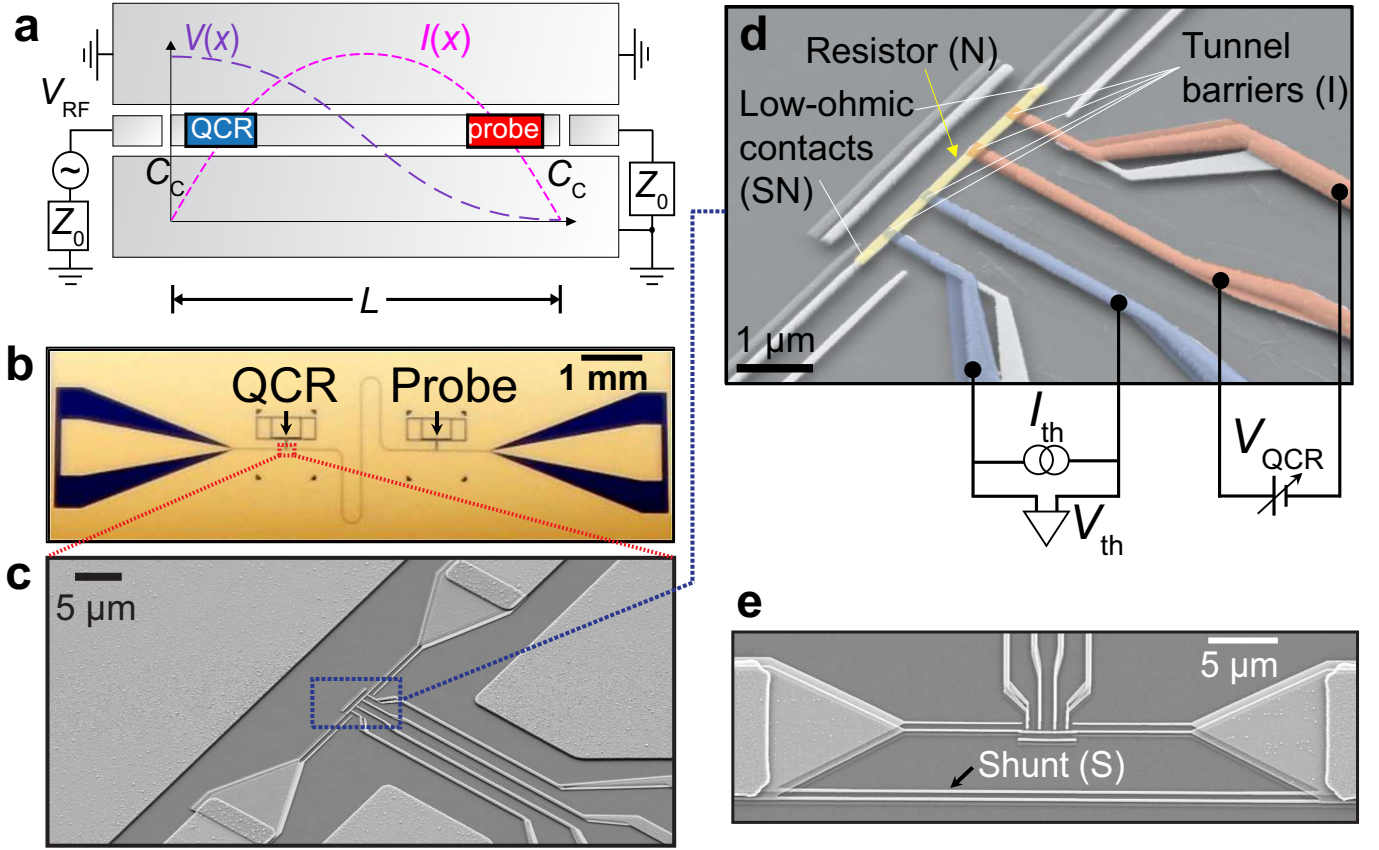 a
V(x)
I(x)
V_RF
QCR
probe
C_C
C_C
~
Z_0
Z_0
L
b
1 mm
QCR
Probe
c
5 µm
d
Resistor (N)
Tunnel
barriers (I)
Low-ohmic
contacts
(SN)
1 µm
I_th
V_th
V_QCR
e
5 µm
Shunt (S)